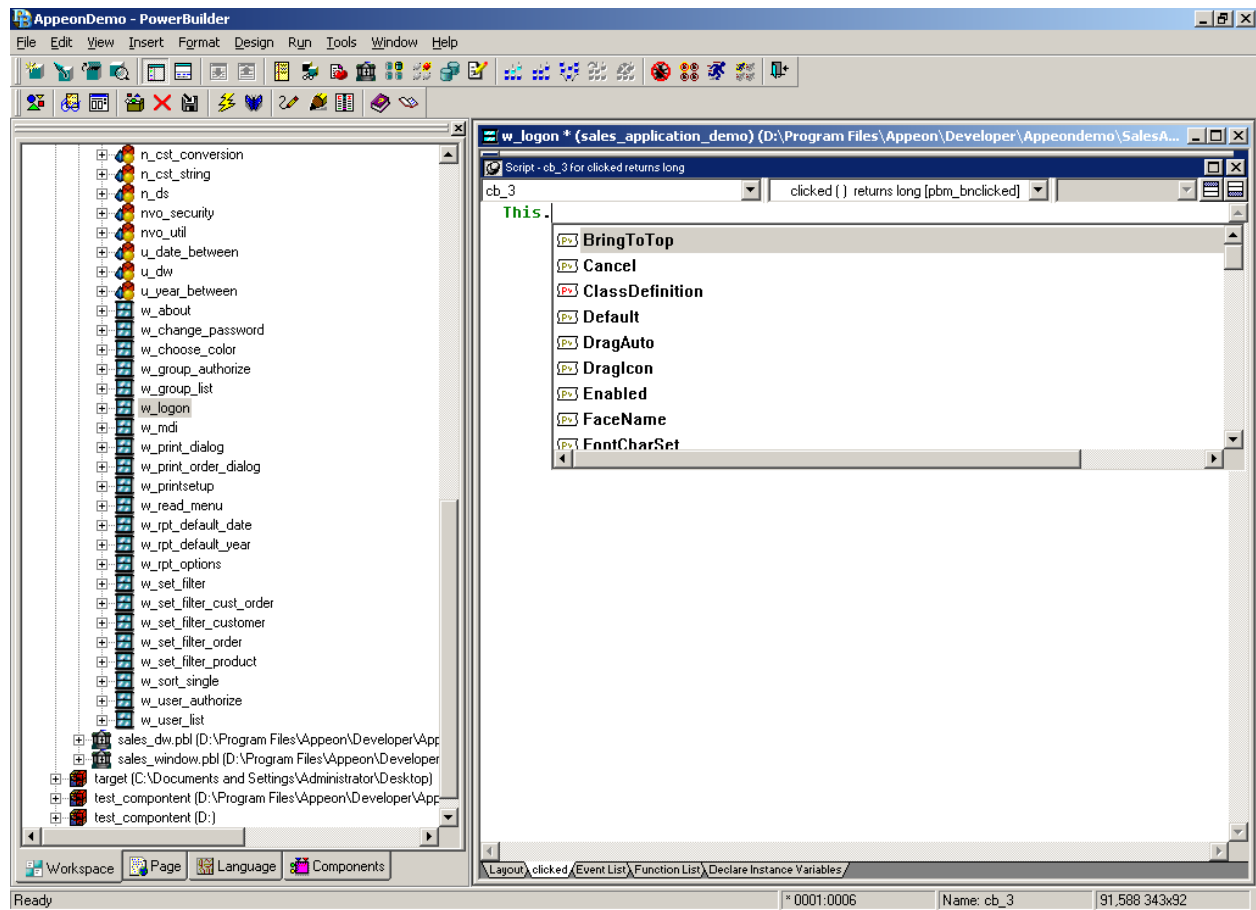 AppeonDemo - PowerBuilder
File Edit View Insert Format Design Run Tools Window Help
n_cst_conversion
n_cst_string
n_ds
nvo_security
nvo_util
u_date_between
u_dw
u_year_between
w_about
w_change_password
w_choose_color
w_group_authorize
w_group_list
w_logon
w_mdi
w_print_dialog
w_print_order_dialog
w_printsetup
w_read_menu
w_rpt_default_date
w_rpt_default_year
w_rpt_options
w_set_filter
w_set_filter_cust_order
w_set_filter_customer
w_set_filter_order
w_set_filter_product
w_sort_single
w_user_authorize
w_user_list
sales_dw.pbl (D:\Program Files\Appeon\Developer\App
sales_window.pbl (D:\Program Files\Appeon\Developer
target (C:\Documents and Settings\Administrator\Desktop)
test_compontent (D:\Program Files\Appeon\Developer\App
test_compontent (D:)
Workspace Page Language Components
w_logon * (sales_application_demo) (D:\Program Files\Appeon\Developer\Appeondemo\SalesA...
Script - cb_3 for clicked returns long
cb_3 clicked ( ) returns long [pbm_bnclicked]
This.
BringToTop
Cancel
ClassDefinition
Default
DragAuto
DragIcon
Enabled
FaceName
FontCharSet
Layout clicked Event List Function List Declare Instance Variables
Ready * 0001:0006 Name: cb_3 91,588 343x92